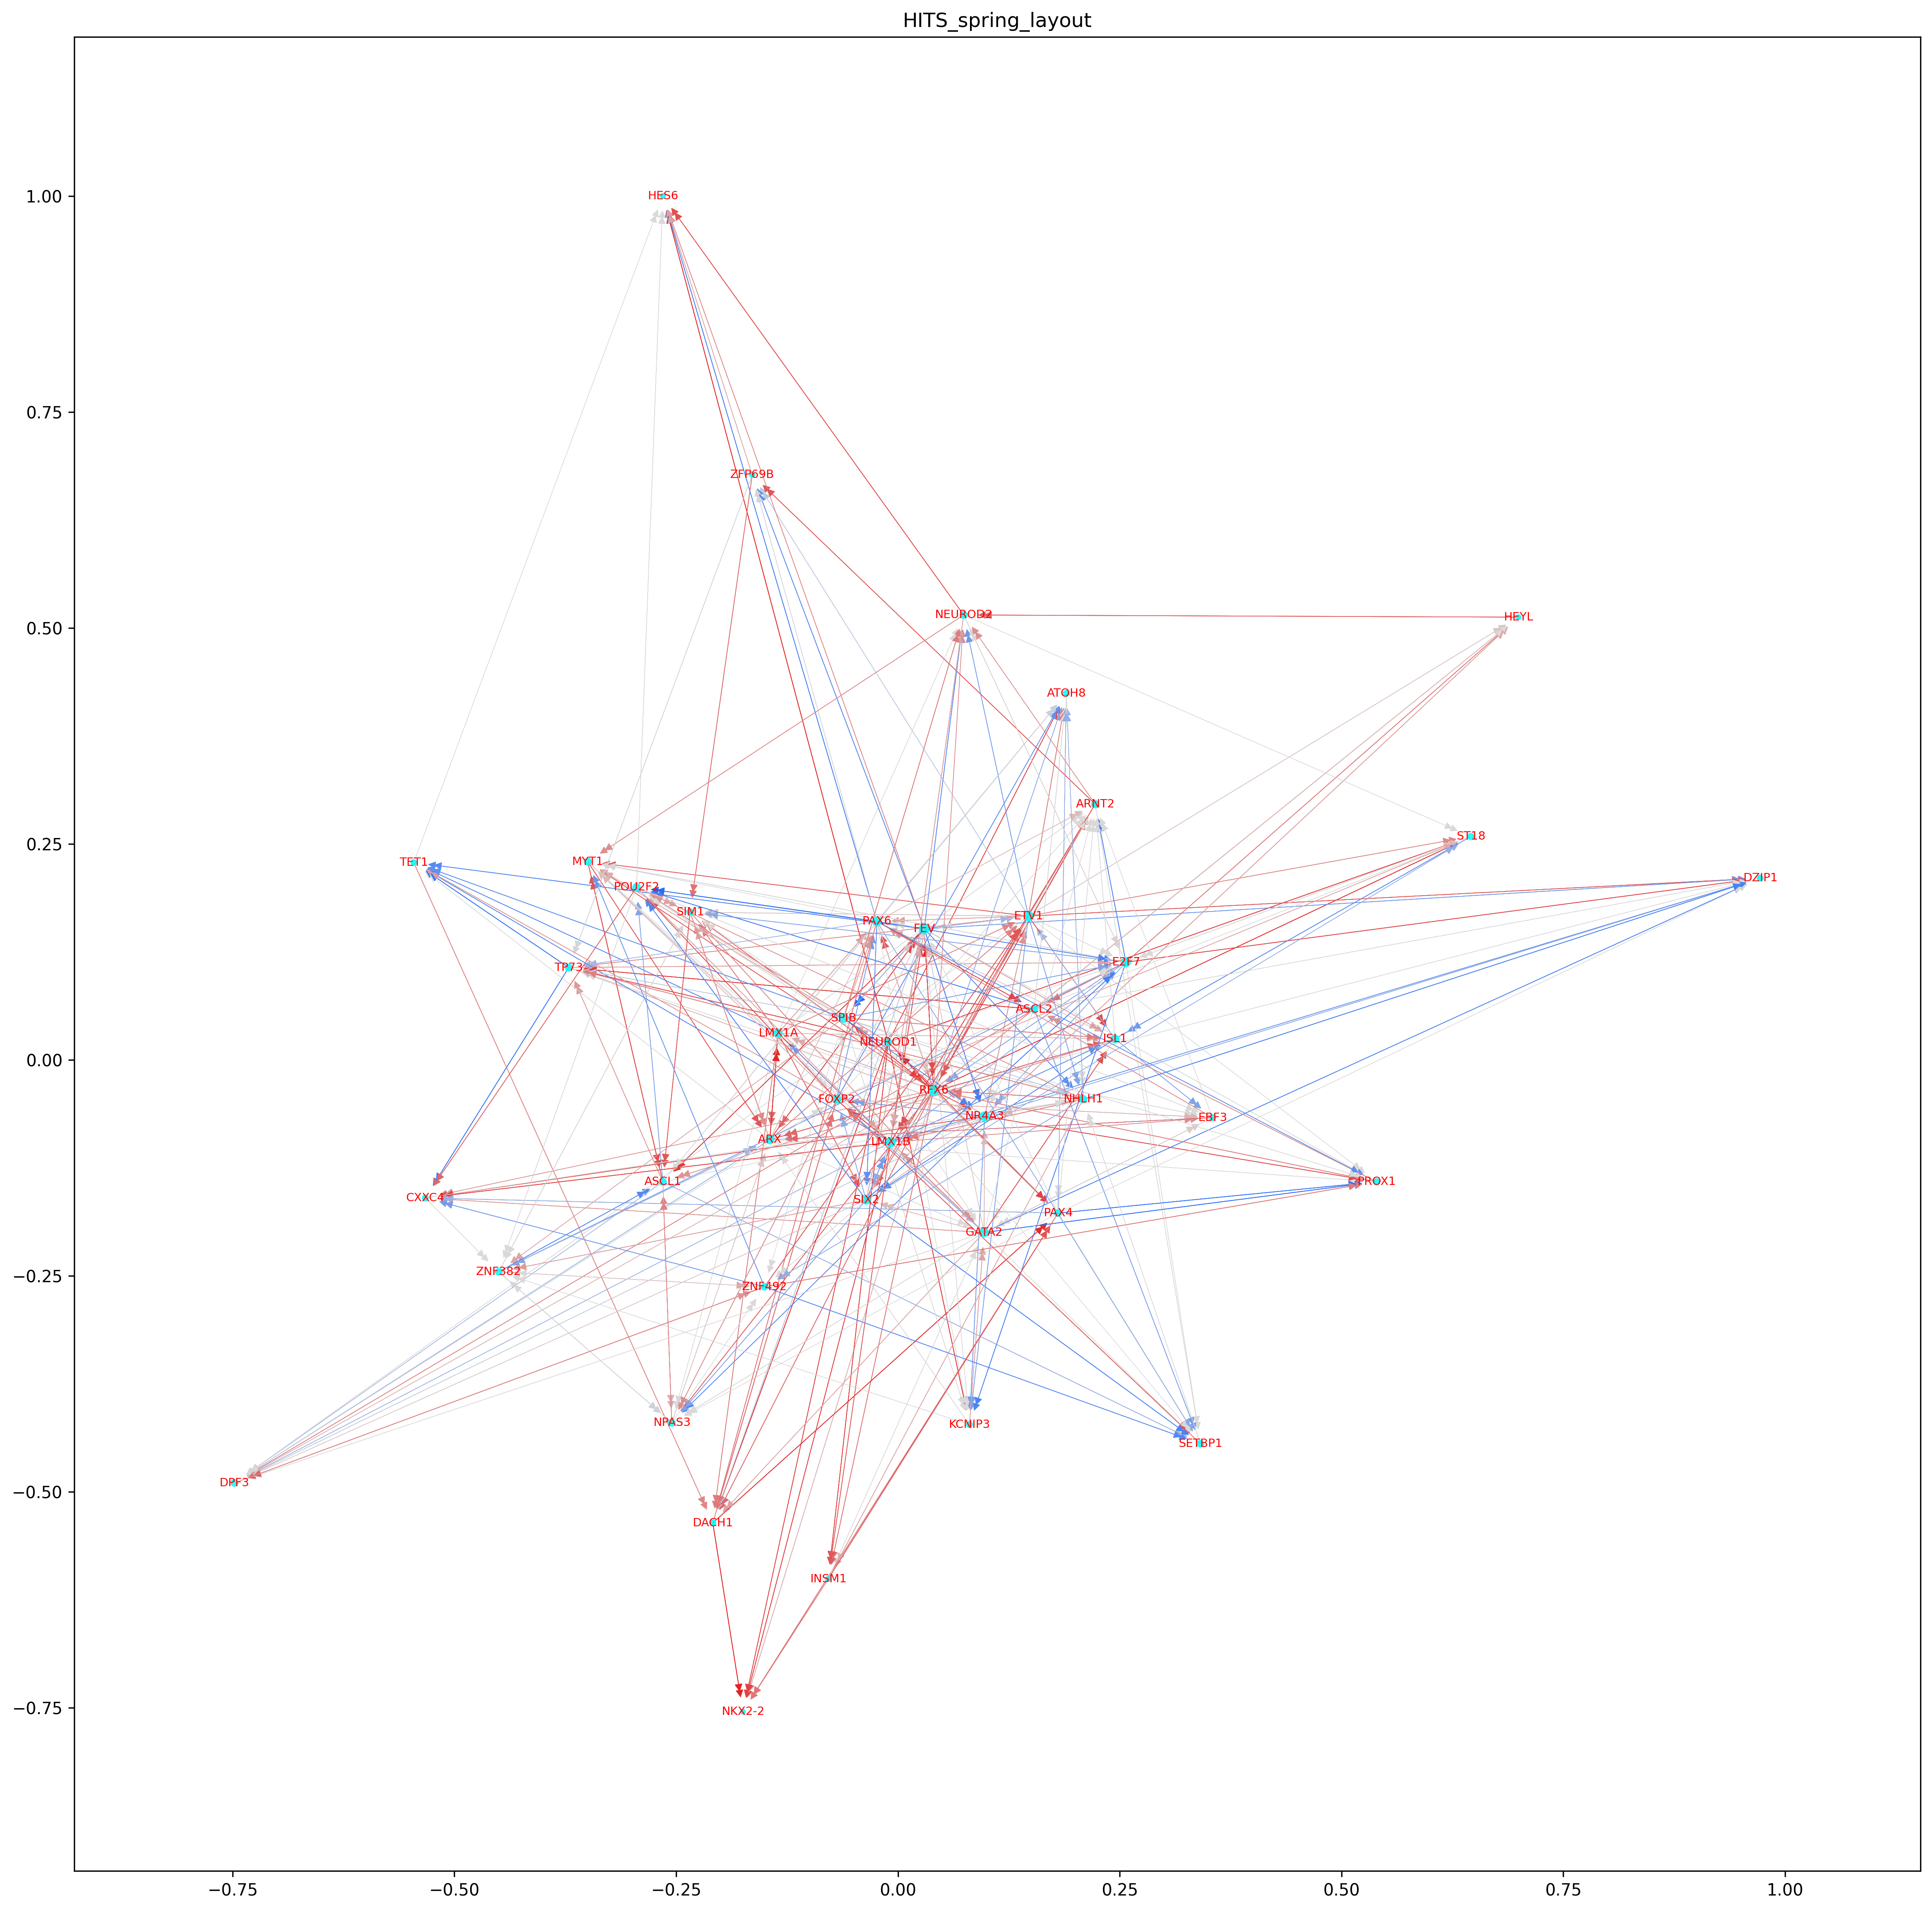 HITS_spring_layout
1.00
0.75
0.50
0.25
0.00
−0.25
−0.50
−0.75
HES6
ZFP69B
NEUROD2
HEYL
ATOH8
ARNT2
ST18
TET1
MYT1
POU2F2
DZIP1
SIM1
PAX6
FEV
ETV1
TP73
E2F7
ASCL2
SPIB
LMX1A
NEUROD1
ISL1
RFX6
FOXP2
NHLH1
NR4A3
EBF3
ARX
LMX1B
ASCL1
PROX1
CXXC4
SIX2
PAX4
GATA2
ZNF382
ZNF492
NPAS3
KCNIP3
SETBP1
DPF3
DACH1
INSM1
NKX2-2
−0.75 −0.50 −0.25 0.00 0.25 0.50 0.75 1.00